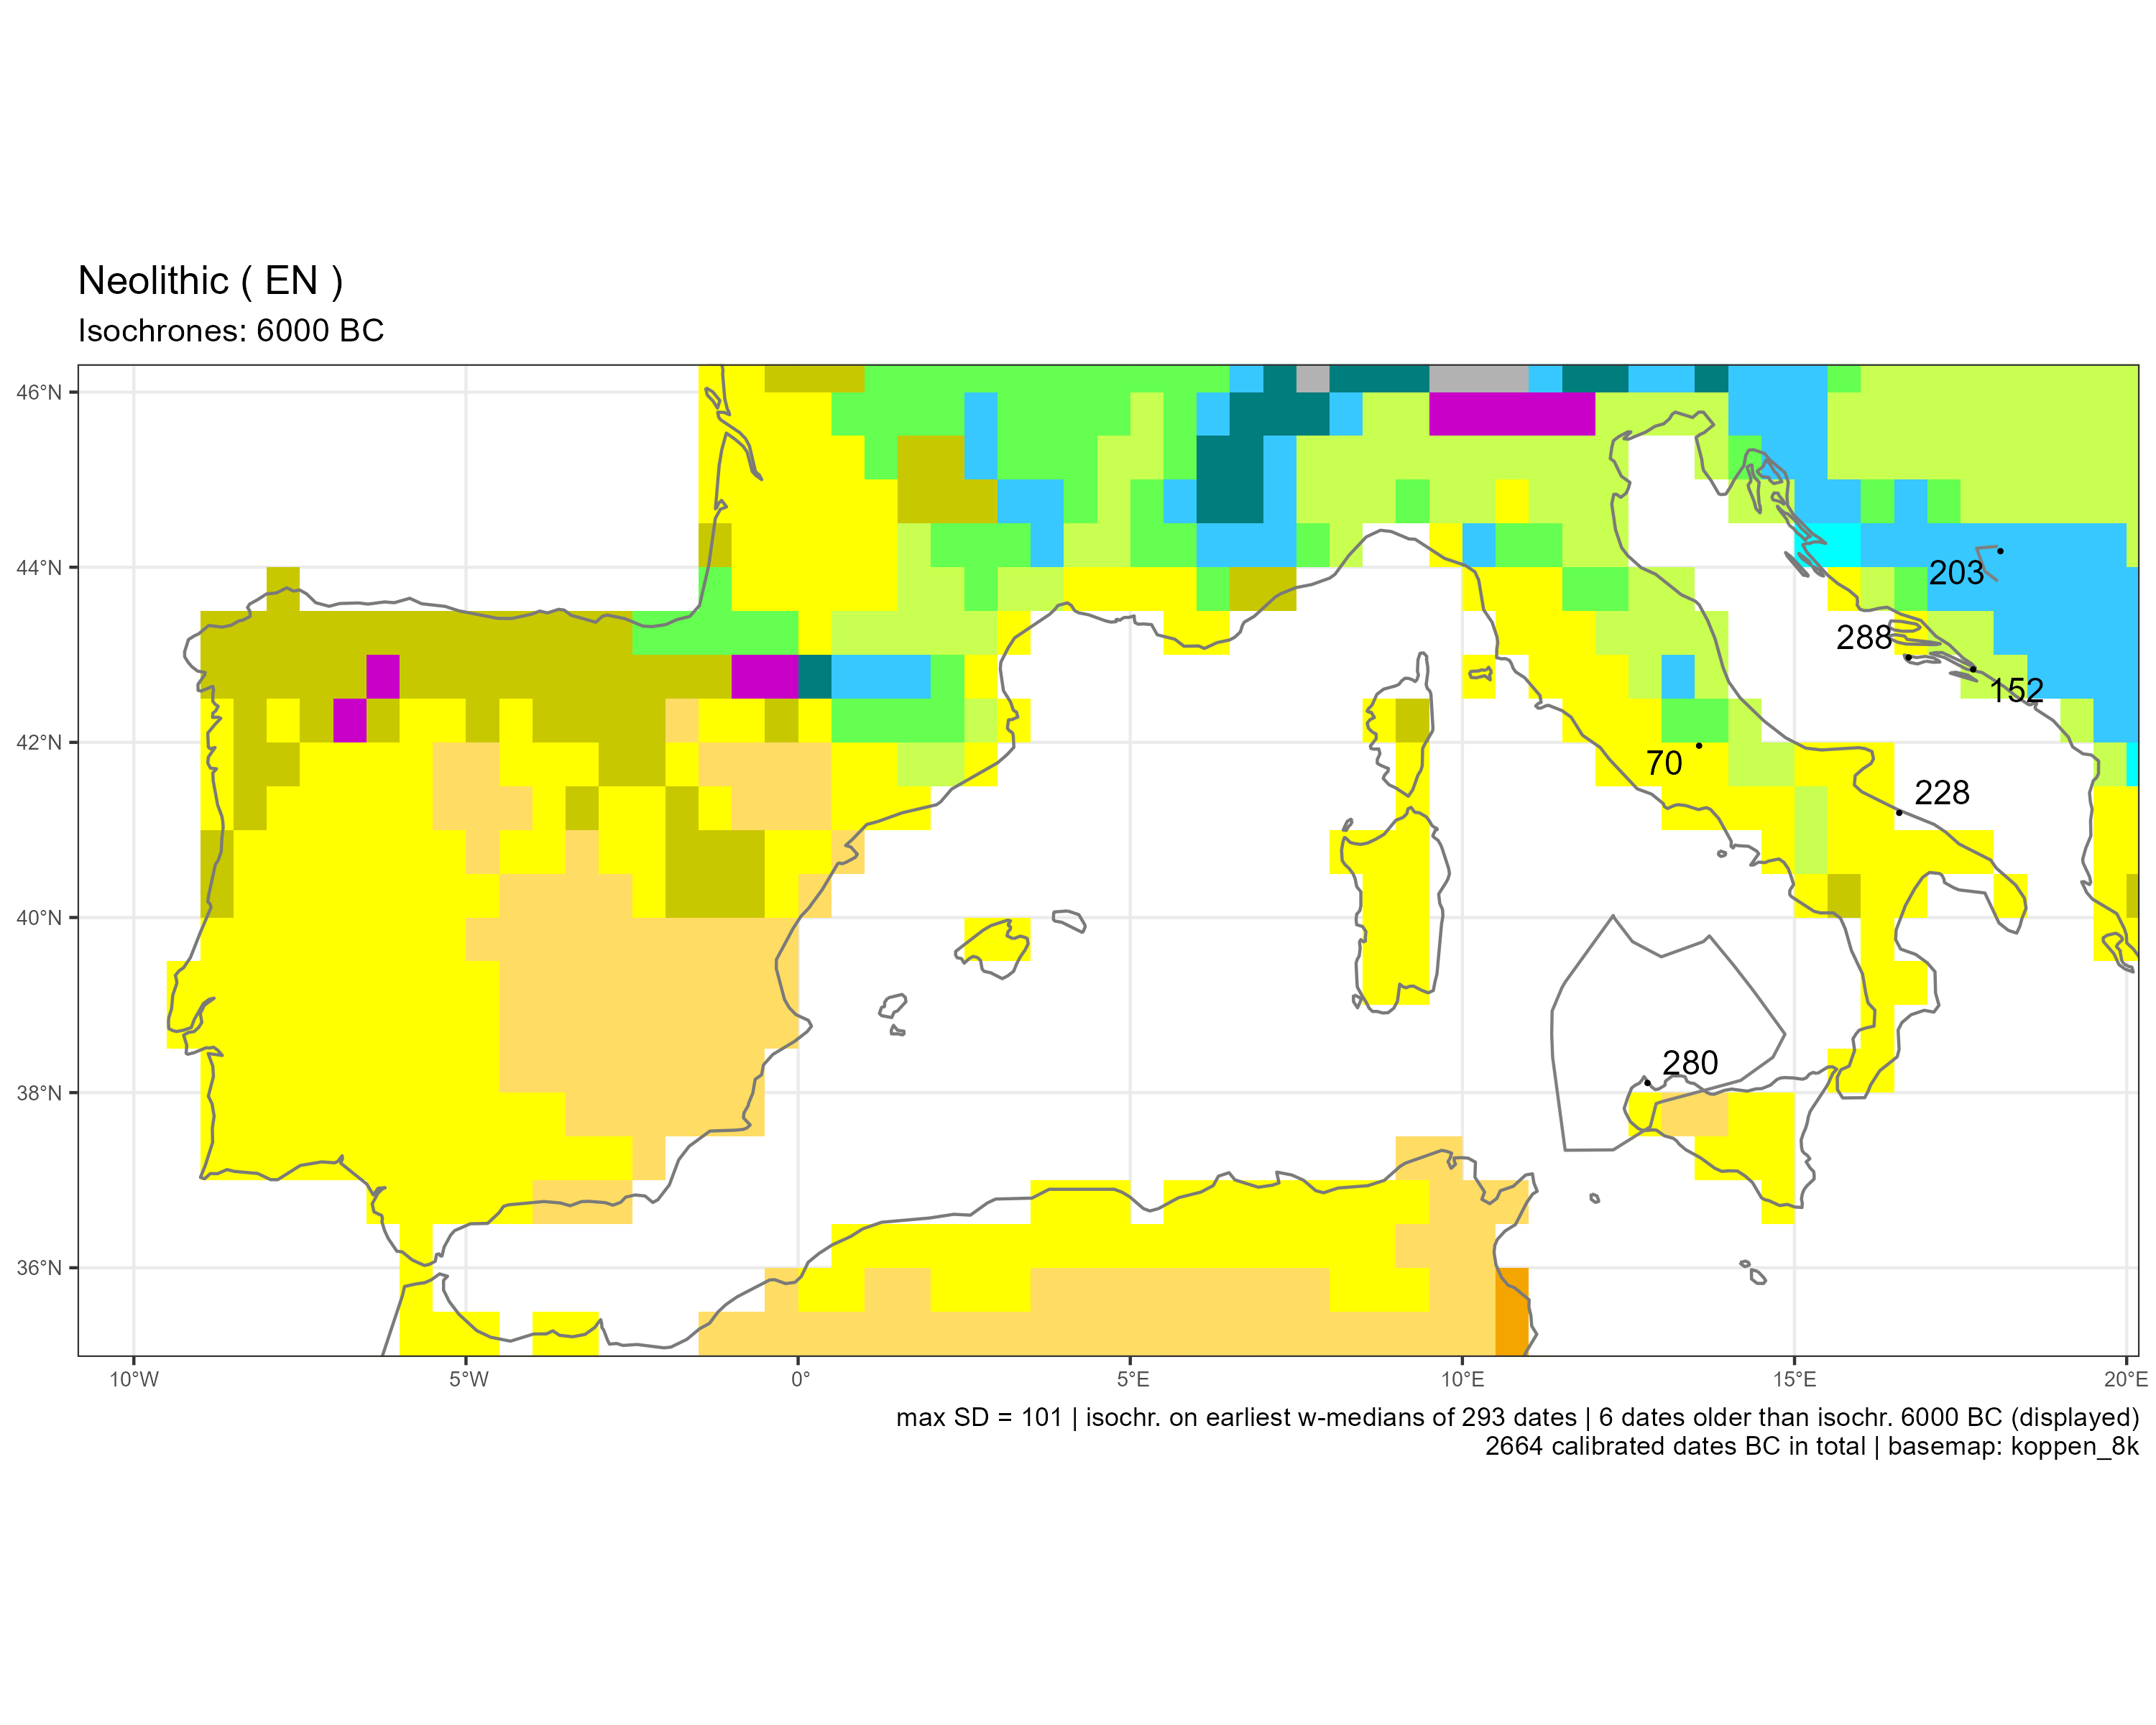 Neolithic ( EN )
Isochrones: 6000 BC
46°N
44°N
42°N
40°N
38°N
36°N
203
288
152
70
228
280
10°W
5°W
0°
5°E
10°E
15°E
20°E
max SD = 101 | isochr. on earliest w-medians of 293 dates | 6 dates older than isochr. 6000 BC (displayed)
2664 calibrated dates BC in total | basemap: koppen_8k